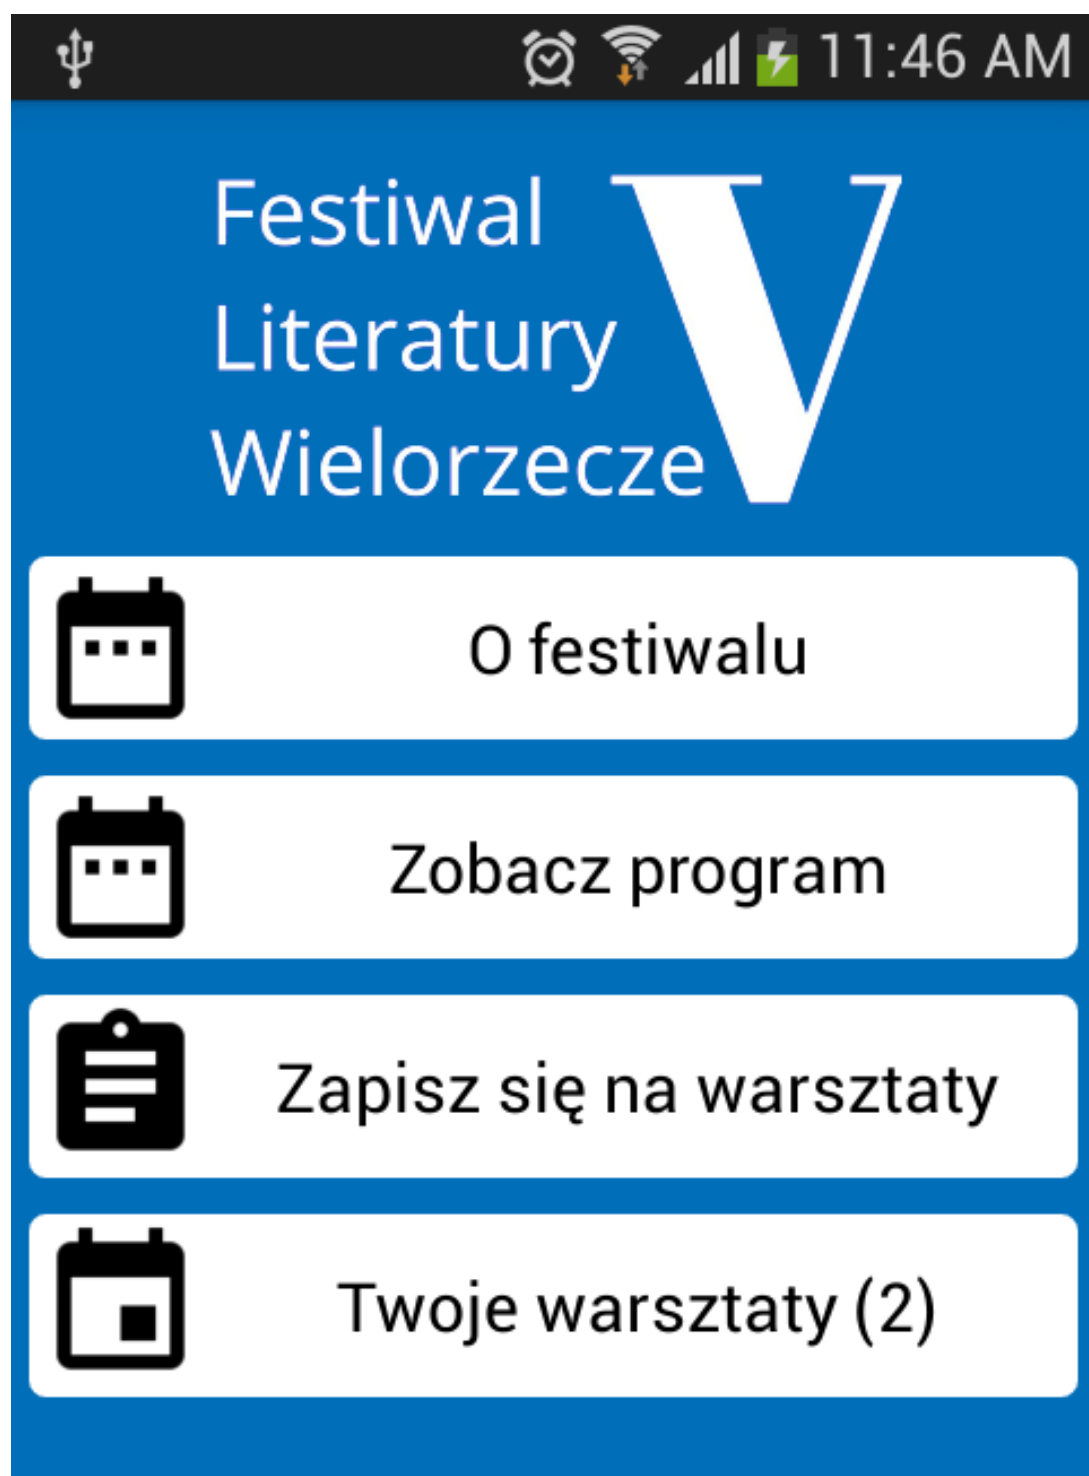 11:46 AM
Festiwal
Literatury
Wielorzecze
V
O festiwalu
Zobacz program
Zapisz się na warsztaty
Twoje warsztaty (2)